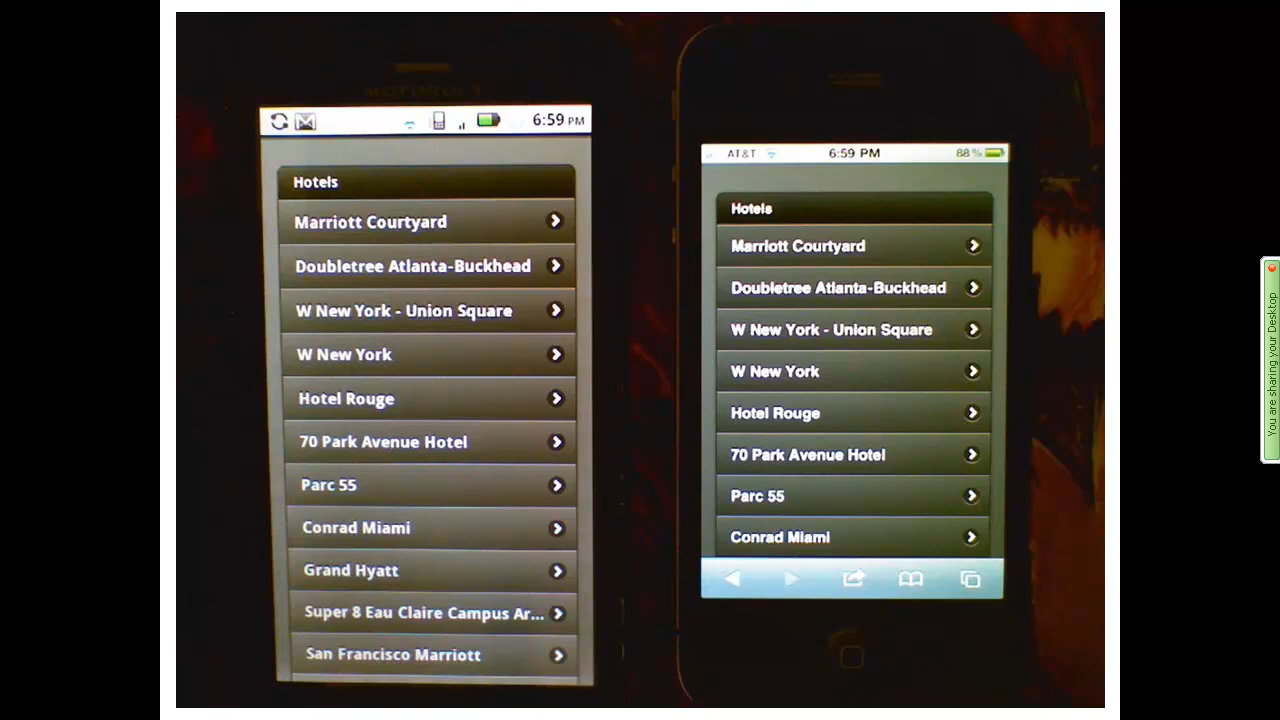 MOTOROLA
6:59 PM
Hotels
Marriott Courtyard
Doubletree Atlanta-Buckhead
W New York - Union Square
W New York
Hotel Rouge
70 Park Avenue Hotel
Parc 55
Conrad Miami
Grand Hyatt
Super 8 Eau Claire Campus Ar...
San Francisco Marriott
AT&T 6:59 PM 88%
Hotels
Marriott Courtyard
Doubletree Atlanta-Buckhead
W New York - Union Square
W New York
Hotel Rouge
70 Park Avenue Hotel
Parc 55
Conrad Miami
You are sharing your Desktop